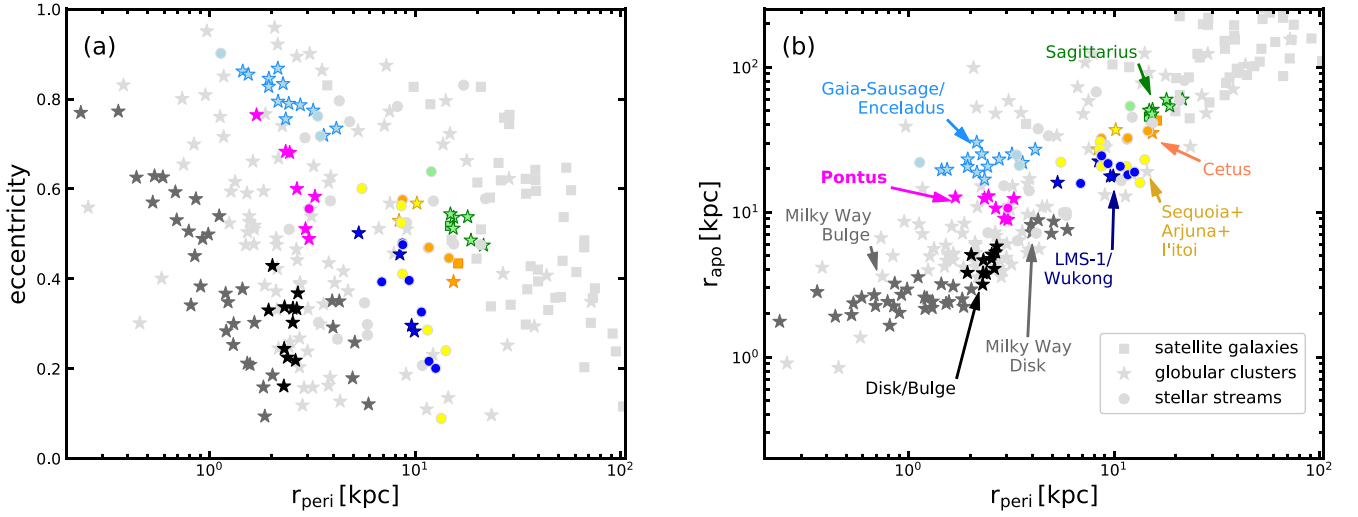 (a)
eccentricity
1.0
0.8
0.6
0.4
0.2
0.0
10⁰
10¹
10²
r_peri [kpc]
(b)
r_apo [kpc]
10²
10¹
10⁰
Sagittarius
Gaia-Sausage/
Enceladus
Pontus
Milky Way
Bulge
Cetus
Sequoia+
Arjuna+
I'itoi
LMS-1/
Wukong
Milky Way
Disk
Disk/Bulge
satellite galaxies
globular clusters
stellar streams
10⁰
10¹
10²
r_peri [kpc]